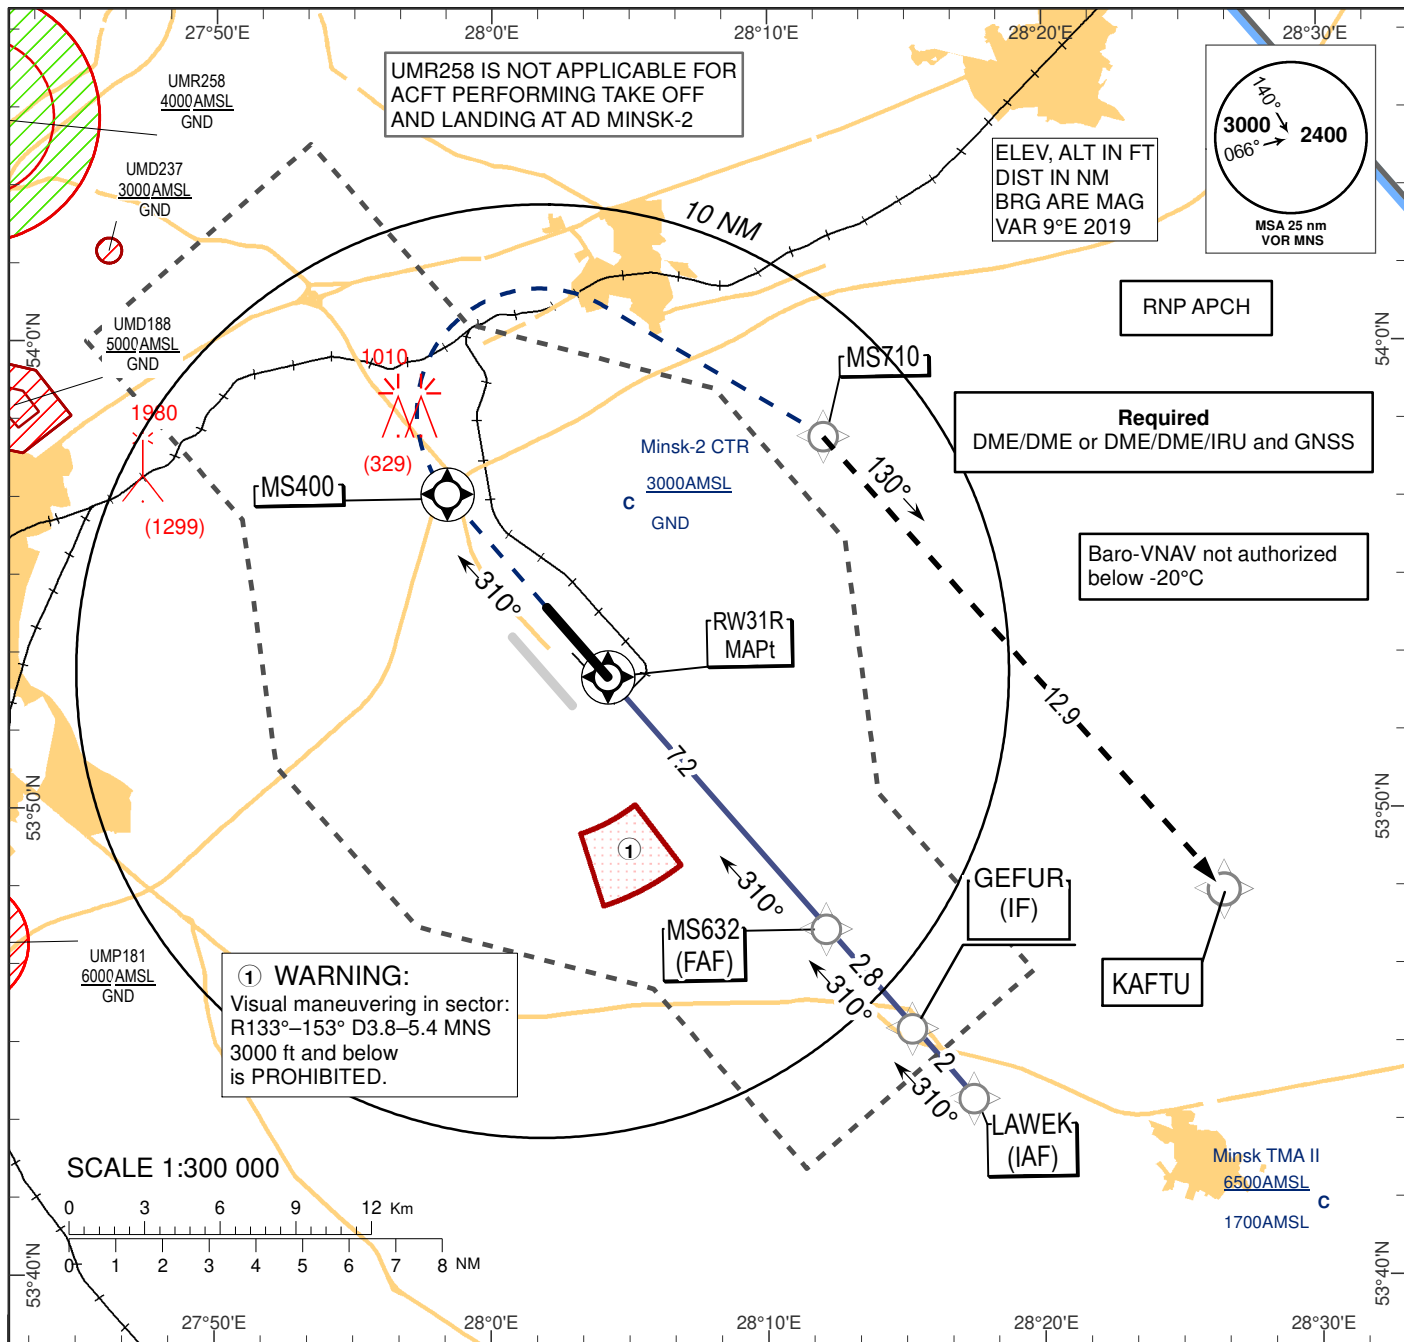 27°50'E
28°0'E
28°10'E
28°20'E
28°30'E
UMR258
4000AMSL
GND
UMR258 IS NOT APPLICABLE FOR
ACFT PERFORMING TAKE OFF
AND LANDING AT AD MINSK-2
ELEV, ALT IN FT
DIST IN NM
BRG ARE MAG
VAR 9°E 2019
140°
3000
066°
2400
MSA 25 nm
VOR MNS
UMD237
3000AMSL
GND
10 NM
RNP APCH
UMD188
5000AMSL
GND
54°0'N
54°0'N
1010
(329)
1980
(1299)
MS710
Required
DME/DME or DME/DME/IRU and GNSS
Minsk-2 CTR
3000AMSL
C
GND
MS400
130°
Baro-VNAV not authorized
below -20°C
310°
RW31R
MAPt
12.9
7.2
53°50'N
53°50'N
1
310°
GEFUR
(IF)
MS632
(FAF)
2.8
310°
KAFTU
UMP181
6000AMSL
GND
1 WARNING:
Visual maneuvering in sector:
R133°–153° D3.8–5.4 MNS
3000 ft and below
is PROHIBITED.
2
310°
LAWEK
(IAF)
Minsk TMA II
6500AMSL
C
1700AMSL
SCALE 1:300 000
0 3 6 9 12 Km
0 1 2 3 4 5 6 7 8 NM
53°40'N
53°40'N
27°50'E
28°0'E
28°10'E
28°20'E
28°30'E